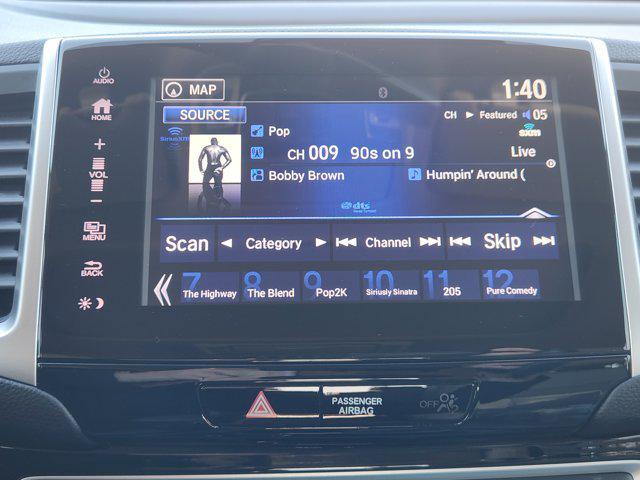 AUDIO
MAP
1:40
HOME
SOURCE
CH ▶ Featured 05
SiriusXM
Pop
sxm
+
VOL
−
CH 009 90s on 9 Live
Bobby Brown Humpin' Around (
dts
MENU
Scan ◀ Category ▶ Channel Skip
BACK
7 8 9 10 11 12
The Highway The Blend Pop2K Siriusly Sinatra 205 Pure Comedy
PASSENGER
AIRBAG
OFF